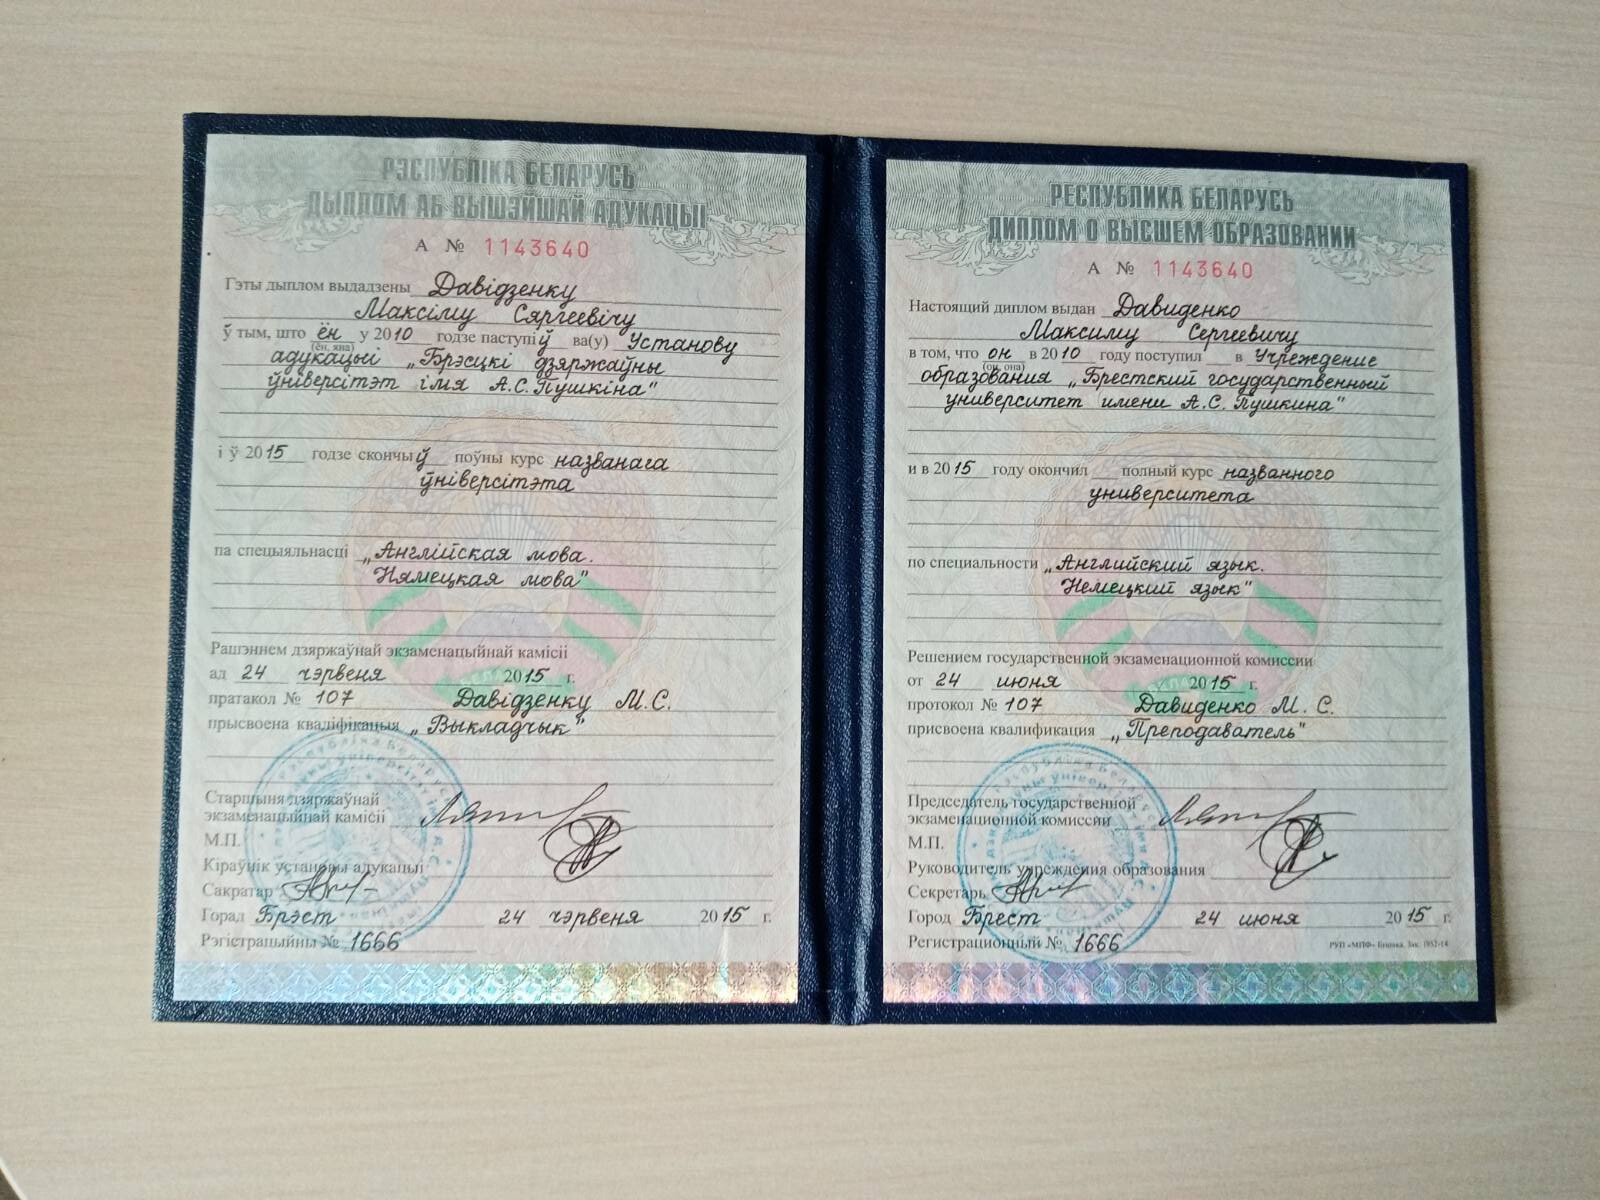 РЭСПУБЛІКА БЕЛАРУСЬ
ДЫПЛОМ АБ ВЫШЭЙШАЙ АДУКАЦЫІ
А № 1143640
Гэты дыплом выдадзены Давідзенку
Максіму Сяргеевічу
ў тым, што ён у 2010 годзе паступіў ва(у) Установу
(ён, яна)
адукацыі „Брэсцкі дзяржаўны
ўніверсітэт імя А.С.Пушкіна"
і ў 2015 годзе скончыў поўны курс названага
ўніверсітэта
па спецыяльнасці „Англійская мова.
Нямецкая мова"
Рашэннем дзяржаўнай экзаменацыйнай камісіі
ад 24 чэрвеня 2015 г.
пратакол № 107 Давідзенку М.С.
прысвоена кваліфікацыя „Выкладчык"
Старшыня дзяржаўнай
экзаменацыйнай камісіі
М.П.
Кіраўнік установы адукацыі
Сакратар
Горад Брэст 24 чэрвеня 2015 г.
Рэгістрацыйны № 1666
РЕСПУБЛИКА БЕЛАРУСЬ
ДИПЛОМ О ВЫСШЕМ ОБРАЗОВАНИИ
А № 1143640
Настоящий диплом выдан Давиденко
Максиму Сергеевичу
в том, что он в 2010 году поступил в Учреждение
(он, она)
образования „Брестский государственный
университет имени А.С. Пушкина"
и в 2015 году окончил полный курс названного
университета
по специальности „Английский язык.
Немецкий язык"
Решением государственной экзаменационной комиссии
от 24 июня 2015 г.
протокол № 107 Давиденко М. С.
присвоена квалификация „Преподаватель"
Председатель государственной
экзаменационной комиссии
М.П.
Руководитель учреждения образования
Секретарь
Город Брест 24 июня 2015 г.
Регистрационный № 1666